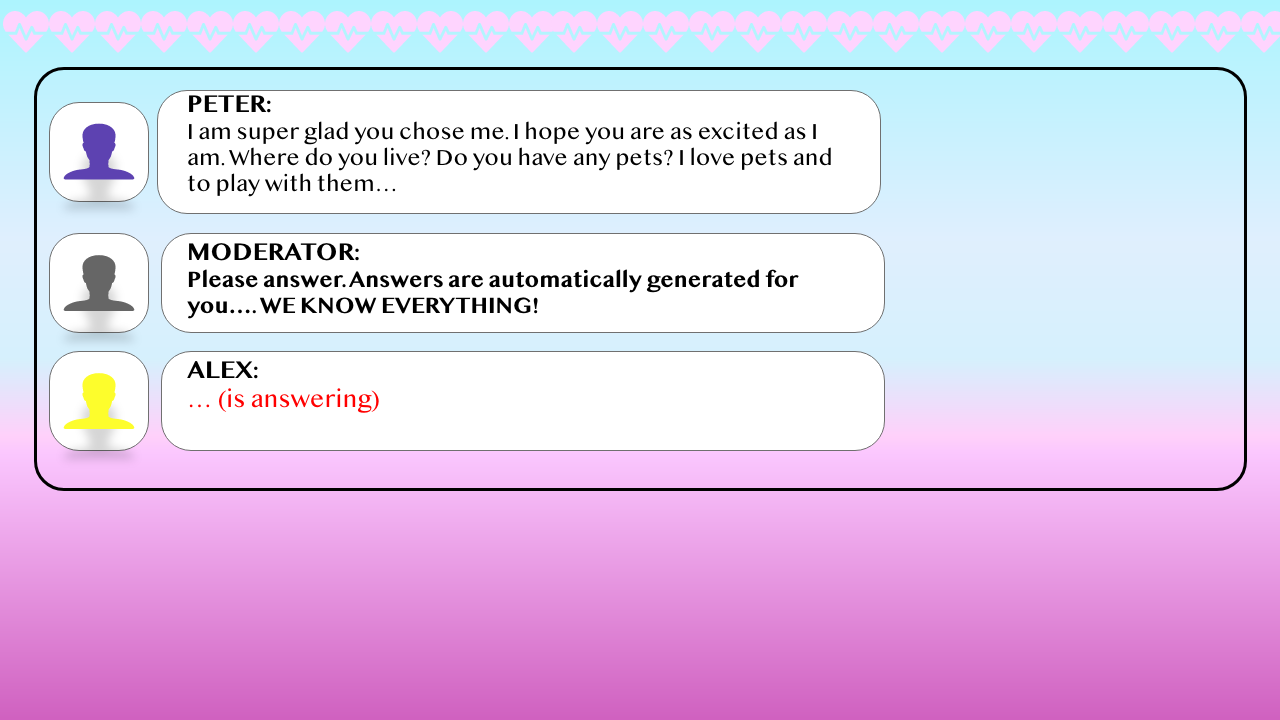 PETER:
I am super glad you chose me. I hope you are as excited as I
am. Where do you live? Do you have any pets? I love pets and
to play with them…
MODERATOR:
Please answer. Answers are automatically generated for
you…. WE KNOW EVERYTHING!
ALEX:
… (is answering)